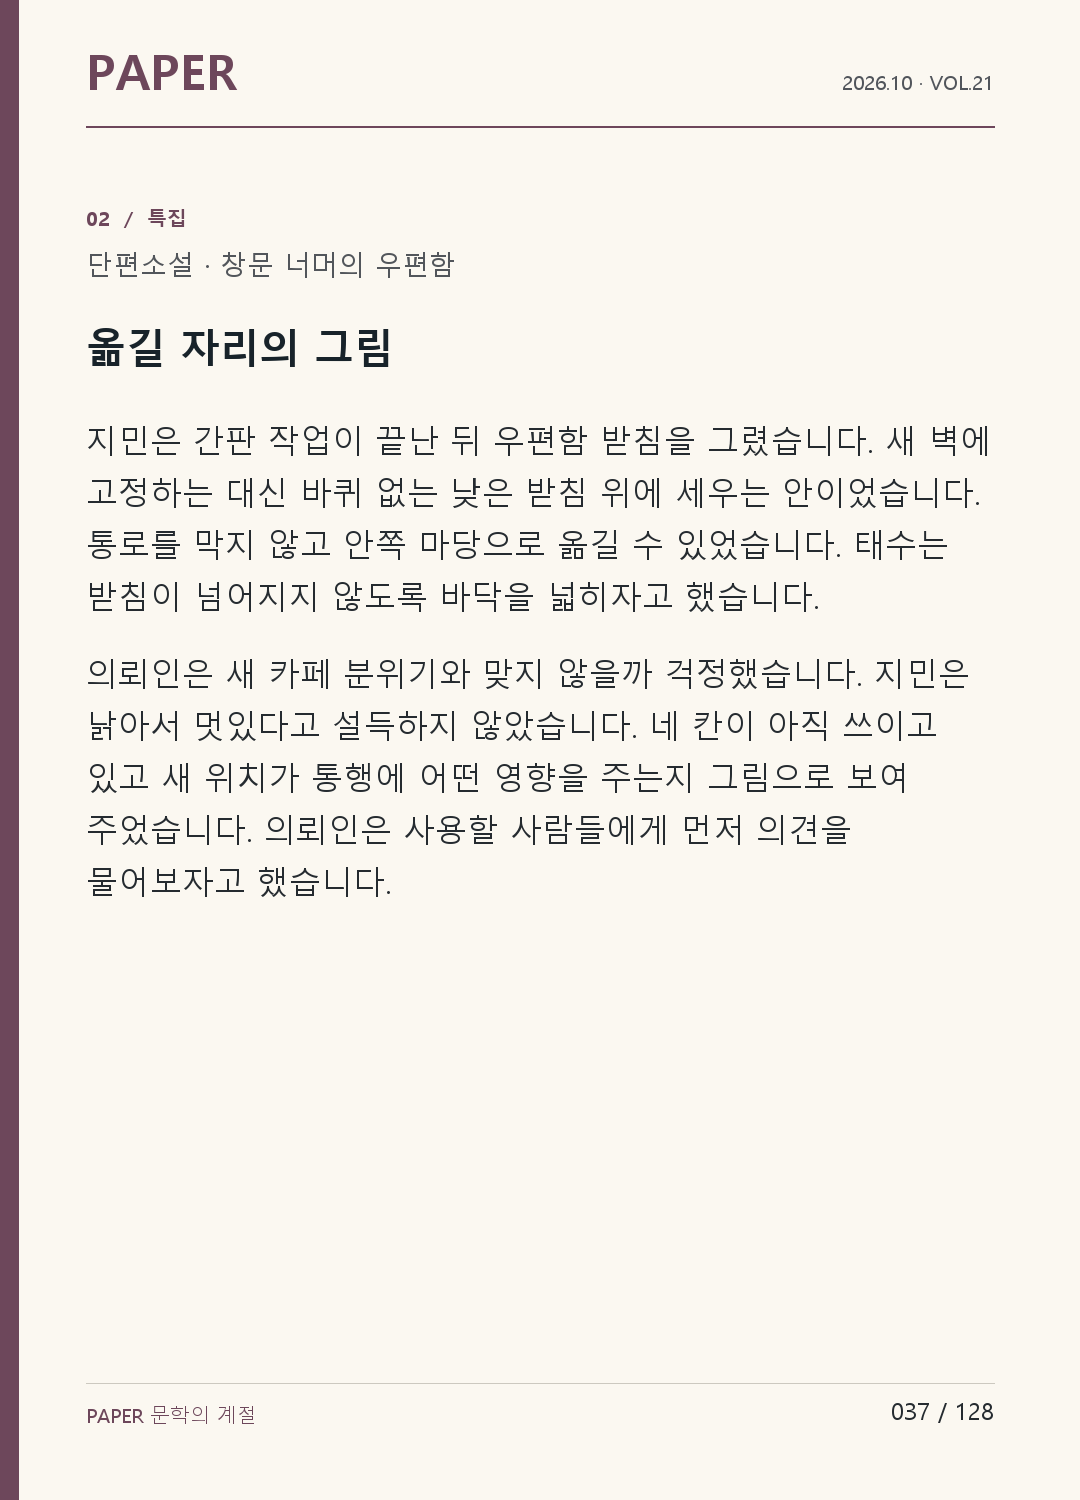 PAPER
2026.10 · VOL.21
02 / 특집
단편소설 · 창문 너머의 우편함
옮길 자리의 그림
지민은 간판 작업이 끝난 뒤 우편함 받침을 그렸습니다. 새 벽에
고정하는 대신 바퀴 없는 낮은 받침 위에 세우는 안이었습니다.
통로를 막지 않고 안쪽 마당으로 옮길 수 있었습니다. 태수는
받침이 넘어지지 않도록 바닥을 넓히자고 했습니다.
의뢰인은 새 카페 분위기와 맞지 않을까 걱정했습니다. 지민은
낡아서 멋있다고 설득하지 않았습니다. 네 칸이 아직 쓰이고
있고 새 위치가 통행에 어떤 영향을 주는지 그림으로 보여
주었습니다. 의뢰인은 사용할 사람들에게 먼저 의견을
물어보자고 했습니다.
PAPER 문학의 계절
037 / 128